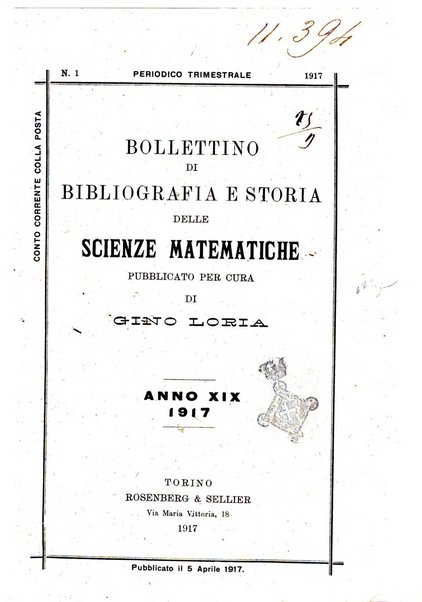 11.394
N. 1 PERIODICO TRIMESTRALE 1917
CONTO CORRENTE COLLA POSTA
BOLLETTINO
DI
BIBLIOGRAFIA E STORIA
DELLE
SCIENZE MATEMATICHE
PUBBLICATO PER CURA
DI
GINO LORIA
ANNO XIX
1917
TORINO
ROSENBERG & SELLIER
Via Maria Vittoria, 18
1917
Pubblicato il 5 Aprile 1917.